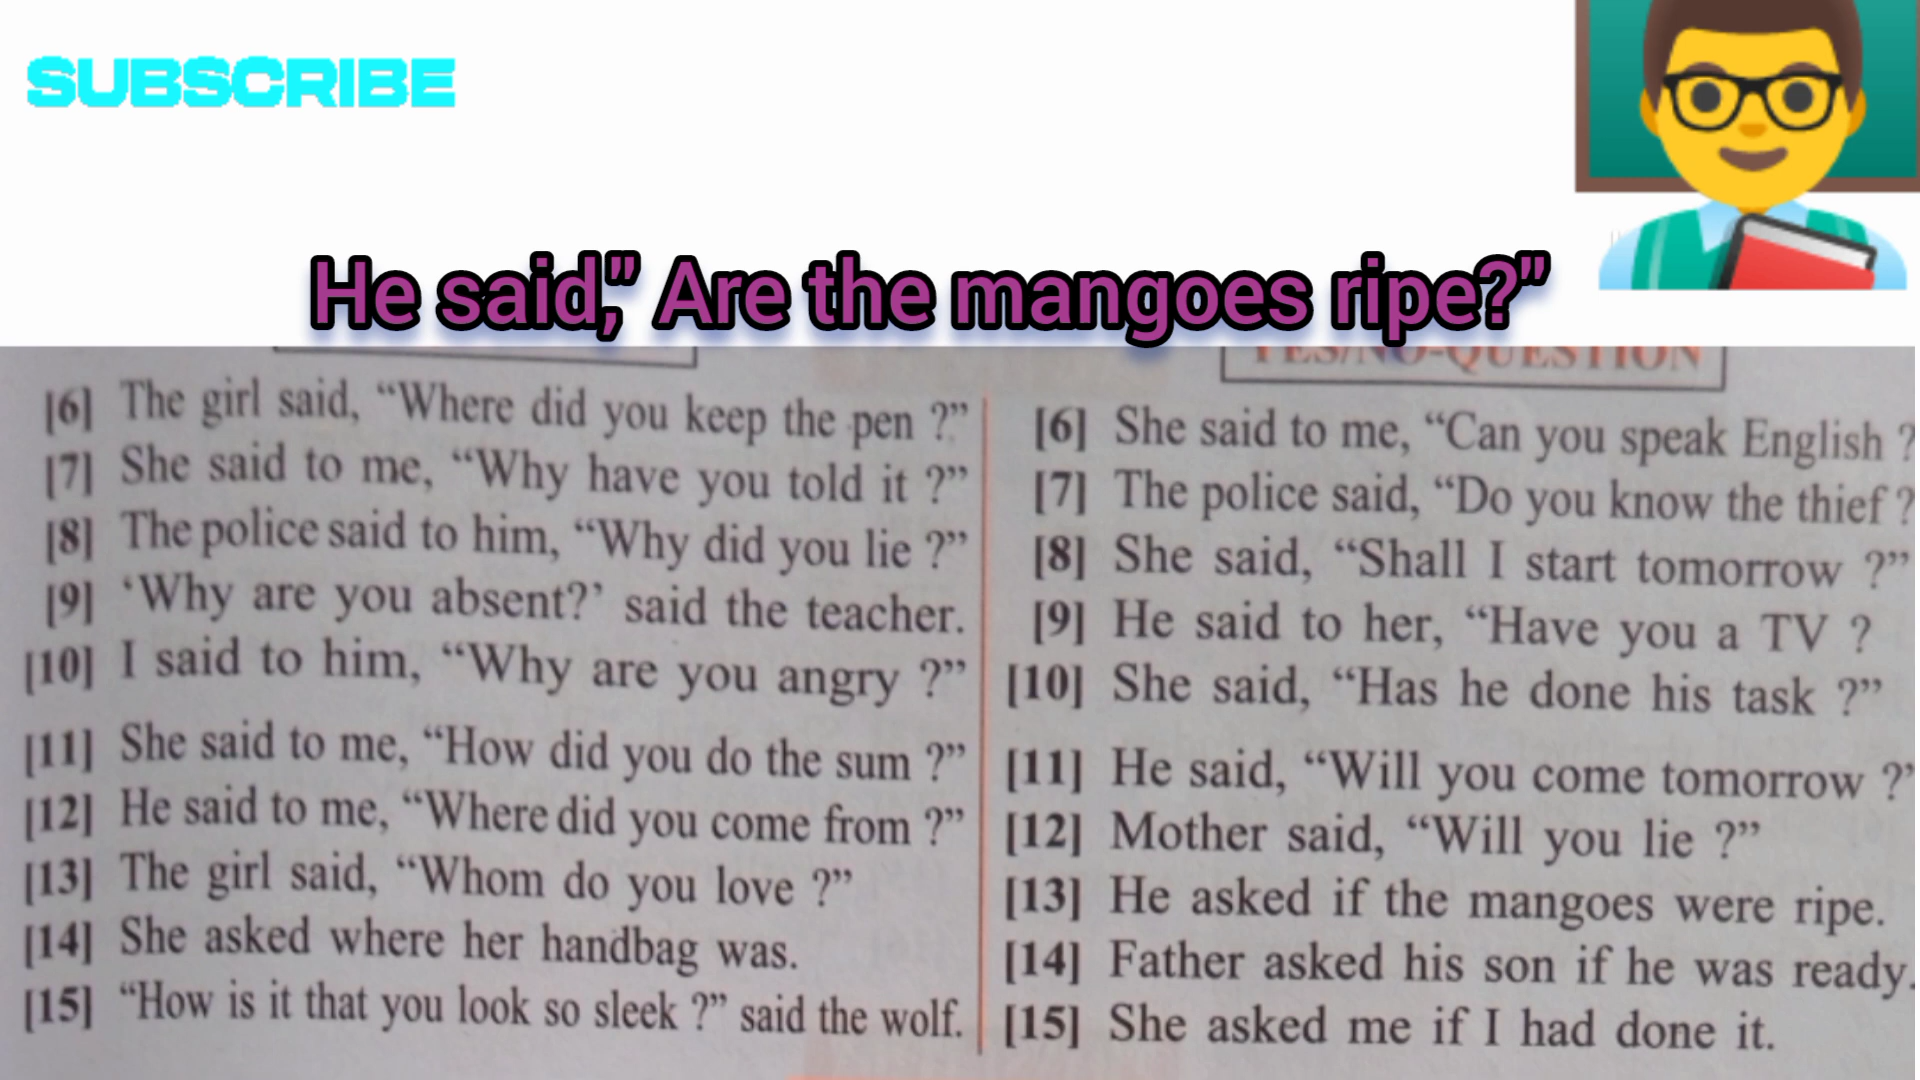 SUBSCRIBE
He said," Are the mangoes ripe?"
[6] The girl said, “Where did you keep the pen ?”
[7] She said to me, “Why have you told it ?”
[8] The police said to him, “Why did you lie ?”
[9] ‘Why are you absent?’ said the teacher.
[10] I said to him, “Why are you angry ?”
[11] She said to me, “How did you do the sum ?”
[12] He said to me, “Where did you come from ?”
[13] The girl said, “Whom do you love ?”
[14] She asked where her handbag was.
[15] “How is it that you look so sleek ?” said the wolf.
YES/NO-QUESTION
[6] She said to me, “Can you speak English ?
[7] The police said, “Do you know the thief ?
[8] She said, “Shall I start tomorrow ?”
[9] He said to her, “Have you a TV ?
[10] She said, “Has he done his task ?”
[11] He said, “Will you come tomorrow ?’
[12] Mother said, “Will you lie ?”
[13] He asked if the mangoes were ripe.
[14] Father asked his son if he was ready.
[15] She asked me if I had done it.